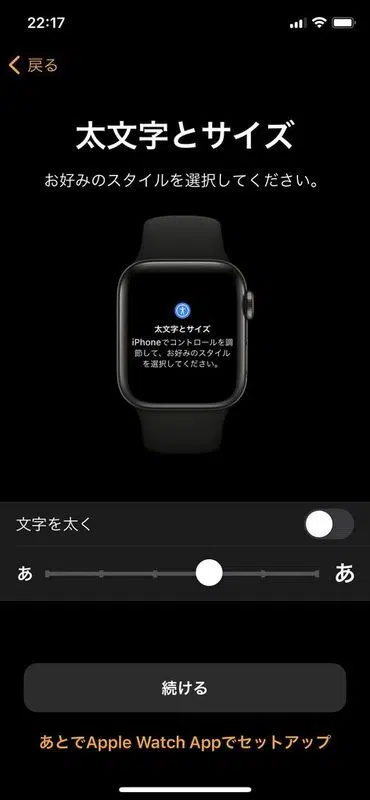 22:17
戻る
太文字とサイズ
お好みのスタイルを選択してください。
太文字とサイズ
iPhoneでコントロールを調
節して、お好みのスタイル
を選択してください。
文字を太く
あ あ
続ける
あとでApple Watch Appでセットアップ